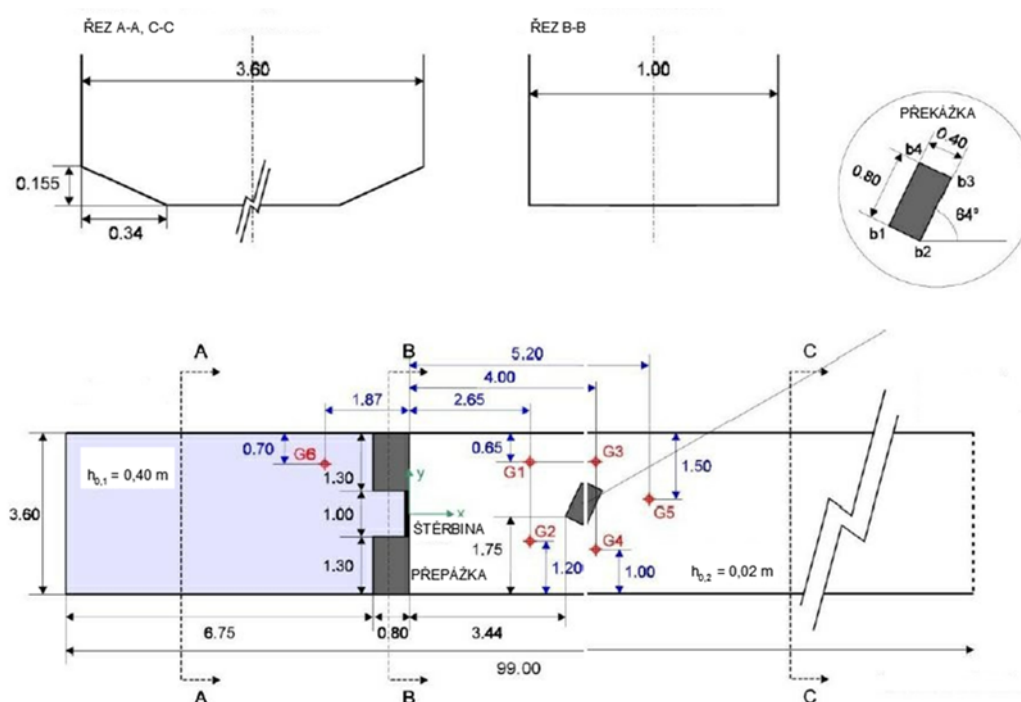 ŘEZ A-A, C-C
ŘEZ B-B
3.60
1.00
PŘEKÁŽKA
0.40
b4
0.80
b3
64°
b1
b2
0.155
0.34
A
B
C
5.20
4.00
1.87
2.65
0.70
G6
1.30
0.65
G1
G3
1.50
h0,1 = 0,40 m
y
3.60
1.00
x
ŠTĚRBINA
G5
1.75
G2
G4
1.30
PŘEPÁŽKA
1.20
1.00
h0,2 = 0,02 m
6.75
0.80
3.44
99.00
A
B
C